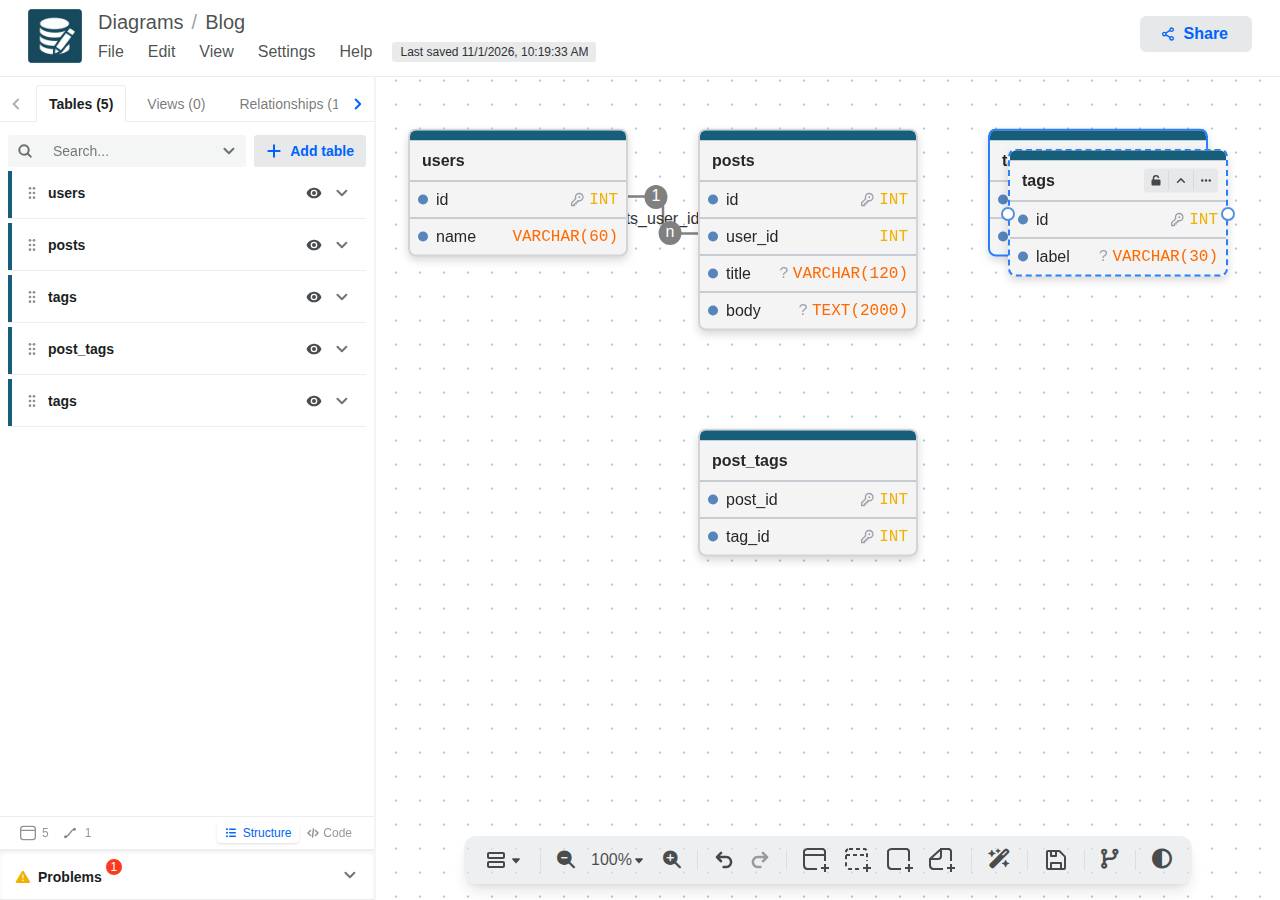 Diagrams / Blog
File Edit View Settings Help Last saved 11/1/2026, 10:19:33 AM
Share
Tables (5) Views (0) Relationships (1
Search...
Add table
users
posts
tags
post_tags
tags
5 1 Structure Code
Problems 1
users
id INT
name VARCHAR(60)
1
ts_user_id
n
posts
id INT
user_id INT
title ? VARCHAR(120)
body ? TEXT(2000)
tags
id INT
label ? VARCHAR(30)
post_tags
post_id INT
tag_id INT
100%